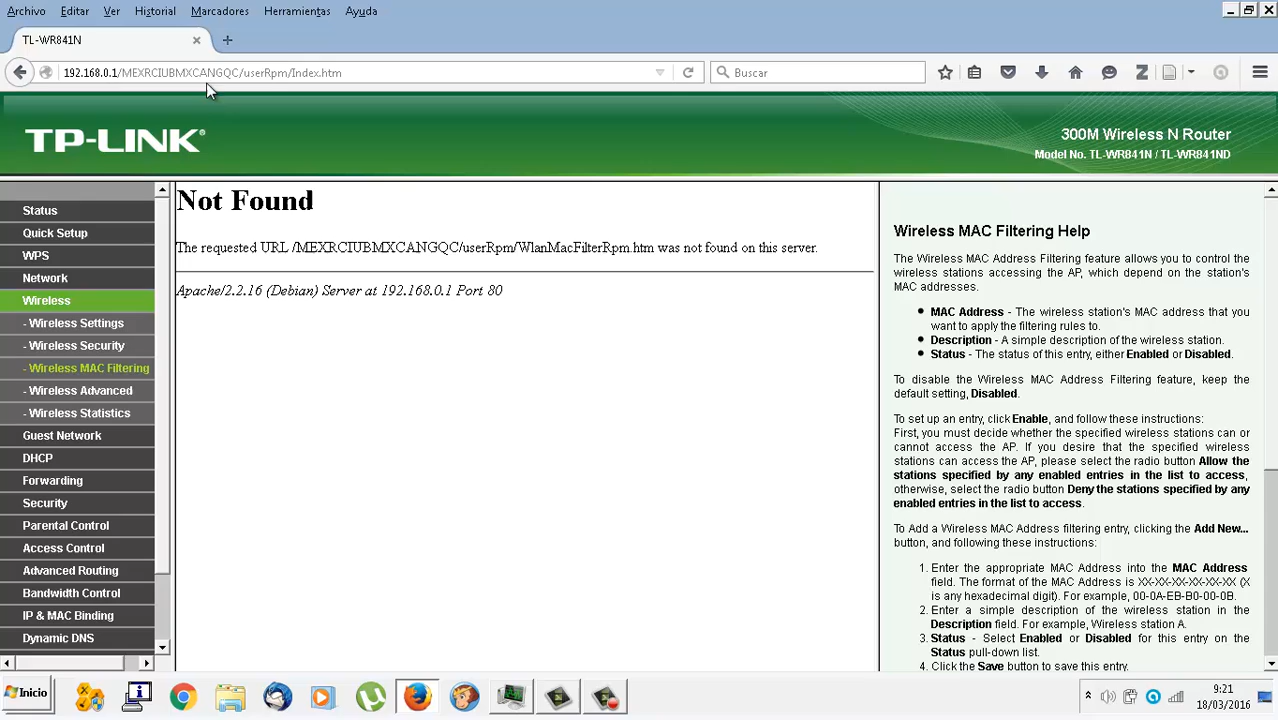 Archivo Editar Ver Historial Marcadores Herramientas Ayuda
TL-WR841N
192.168.0.1/MEXRCIUBMXCANGQC/userRpm/Index.htm
Buscar
TP-LINK
300M Wireless N Router
Model No. TL-WR841N / TL-WR841ND
Status
Quick Setup
WPS
Network
Wireless
- Wireless Settings
- Wireless Security
- Wireless MAC Filtering
- Wireless Advanced
- Wireless Statistics
Guest Network
DHCP
Forwarding
Security
Parental Control
Access Control
Advanced Routing
Bandwidth Control
IP & MAC Binding
Dynamic DNS
Not Found
The requested URL /MEXRCIUBMXCANGQC/userRpm/WlanMacFilterRpm.htm was not found on this server.
Apache/2.2.16 (Debian) Server at 192.168.0.1 Port 80
Wireless MAC Filtering Help
The Wireless MAC Address Filtering feature allows you to control the
wireless stations accessing the AP, which depend on the station's
MAC addresses.
MAC Address - The wireless station's MAC address that you
want to apply the filtering rules to.
Description - A simple description of the wireless station.
Status - The status of this entry, either Enabled or Disabled.
To disable the Wireless MAC Address Filtering feature, keep the
default setting, Disabled.
To set up an entry, click Enable, and follow these instructions:
First, you must decide whether the specified wireless stations can or
cannot access the AP. If you desire that the specified wireless
stations can access the AP, please select the radio button Allow the
stations specified by any enabled entries in the list to access,
otherwise, select the radio button Deny the stations specified by any
enabled entries in the list to access.
To Add a Wireless MAC Address filtering entry, clicking the Add New...
button, and following these instructions:
1. Enter the appropriate MAC Address into the MAC Address
field. The format of the MAC Address is XX-XX-XX-XX-XX-XX (X
is any hexadecimal digit). For example, 00-0A-EB-B0-00-0B.
2. Enter a simple description of the wireless station in the
Description field. For example, Wireless station A.
3. Status - Select Enabled or Disabled for this entry on the
Status pull-down list.
4. Click the Save button to save this entry.
Inicio
9:21
18/03/2016